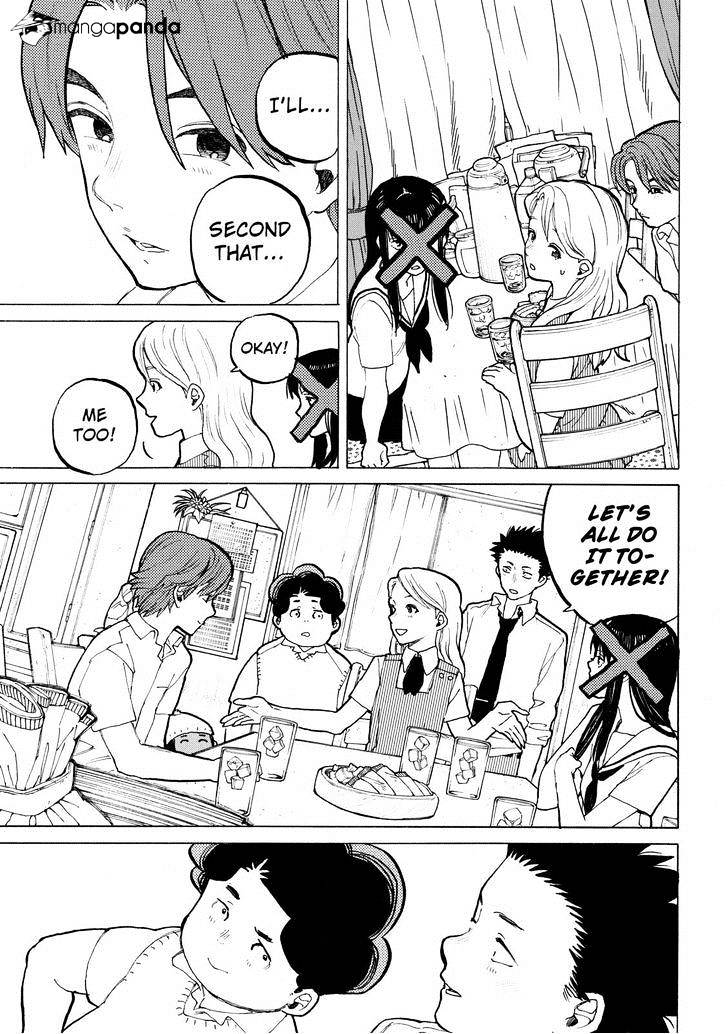 mangapanda
I'LL...
SECOND
THAT...
OKAY!
ME
TOO!
LET'S
ALL DO
IT TO-
GETHER!